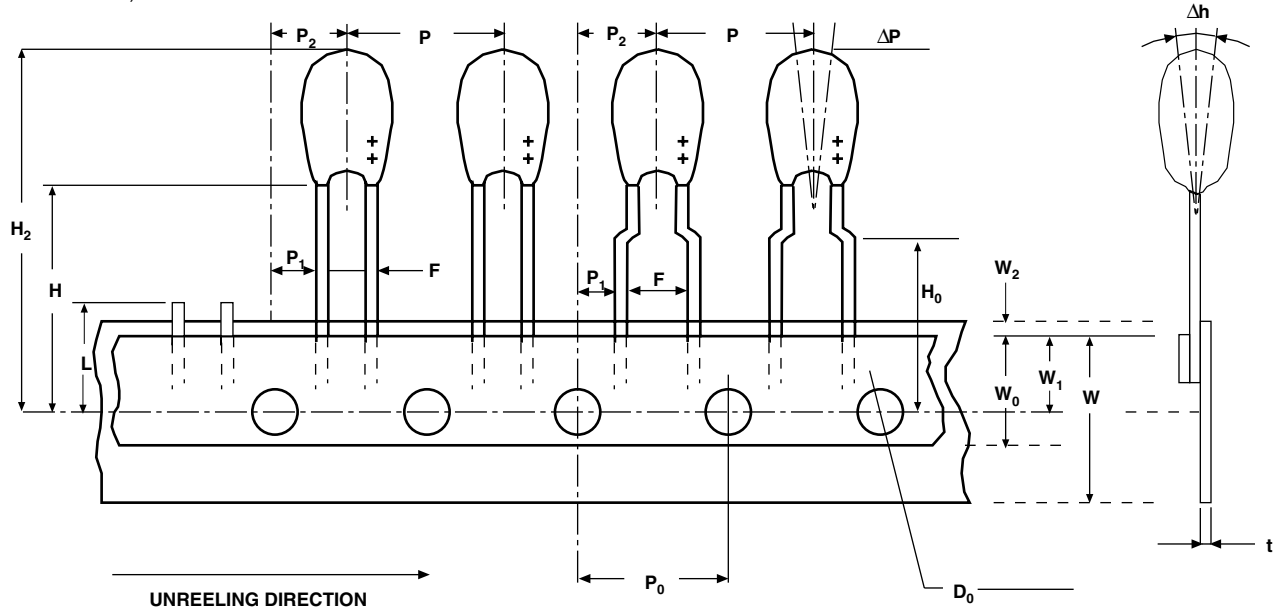 P₂ P P₂ P ΔP Δh
+ + + +
+ + + +
H₂
H
P₁ F P₁ F H₀ W₂
L
W₀ W₁ W
P₀ D₀ t
UNREELING DIRECTION